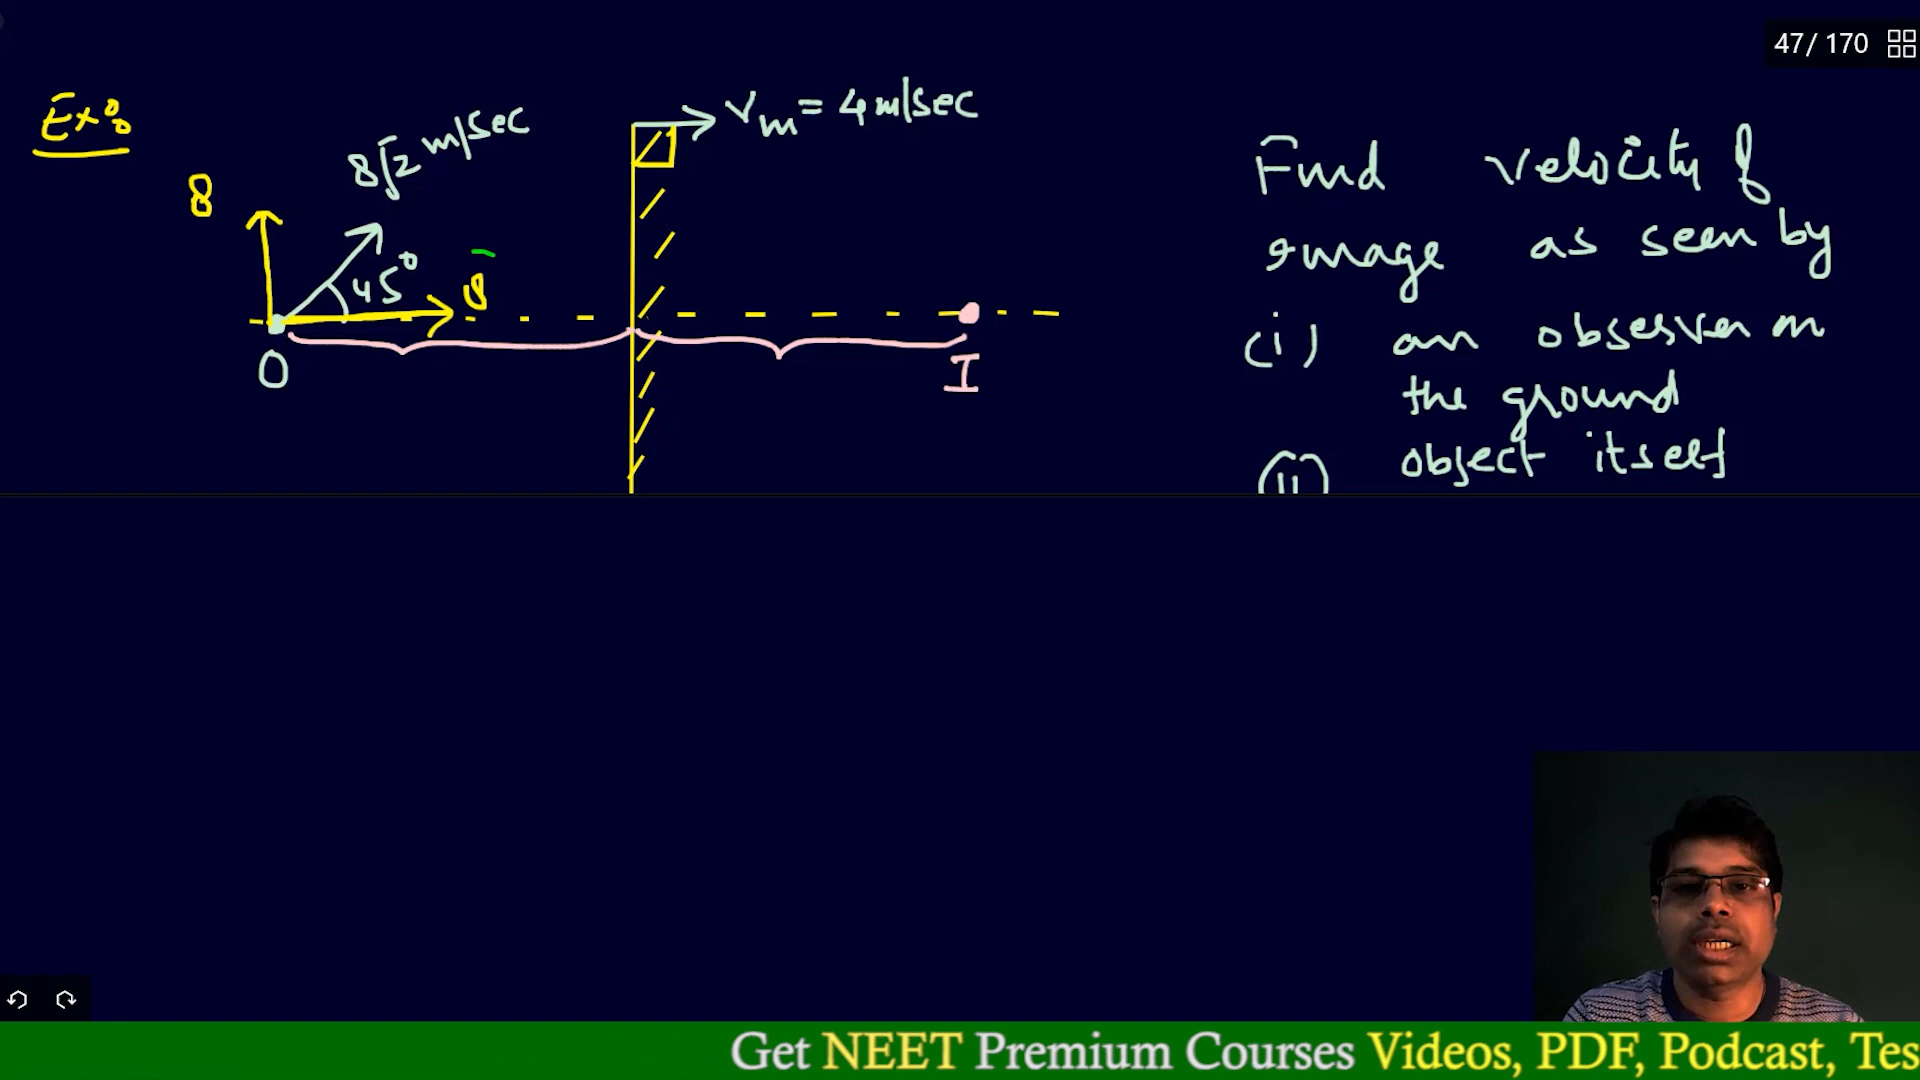 47/ 170
Ex:
8√2 m/sec
Vm = 4 m/sec
8
45°
8
O
I
Find velocity of
image as seen by
(i) an observer on
the ground
(ii) object itself
Get NEET Premium Courses Videos, PDF, Podcast, Tes